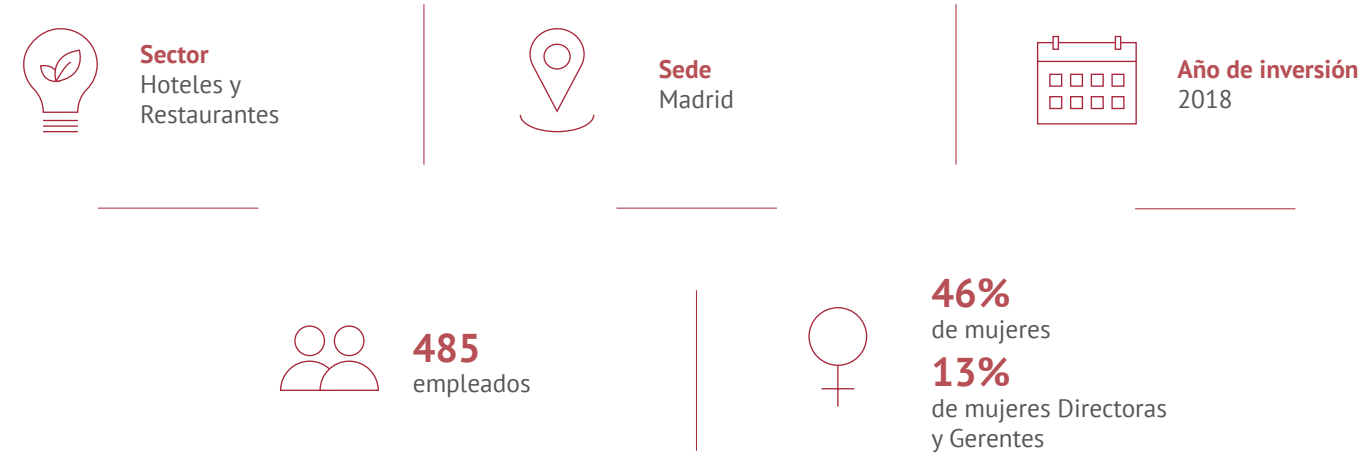 Sector
Hoteles y
Restaurantes
Sede
Madrid
Año de inversión
2018
485
empleados
46%
de mujeres
13%
de mujeres Directoras
y Gerentes